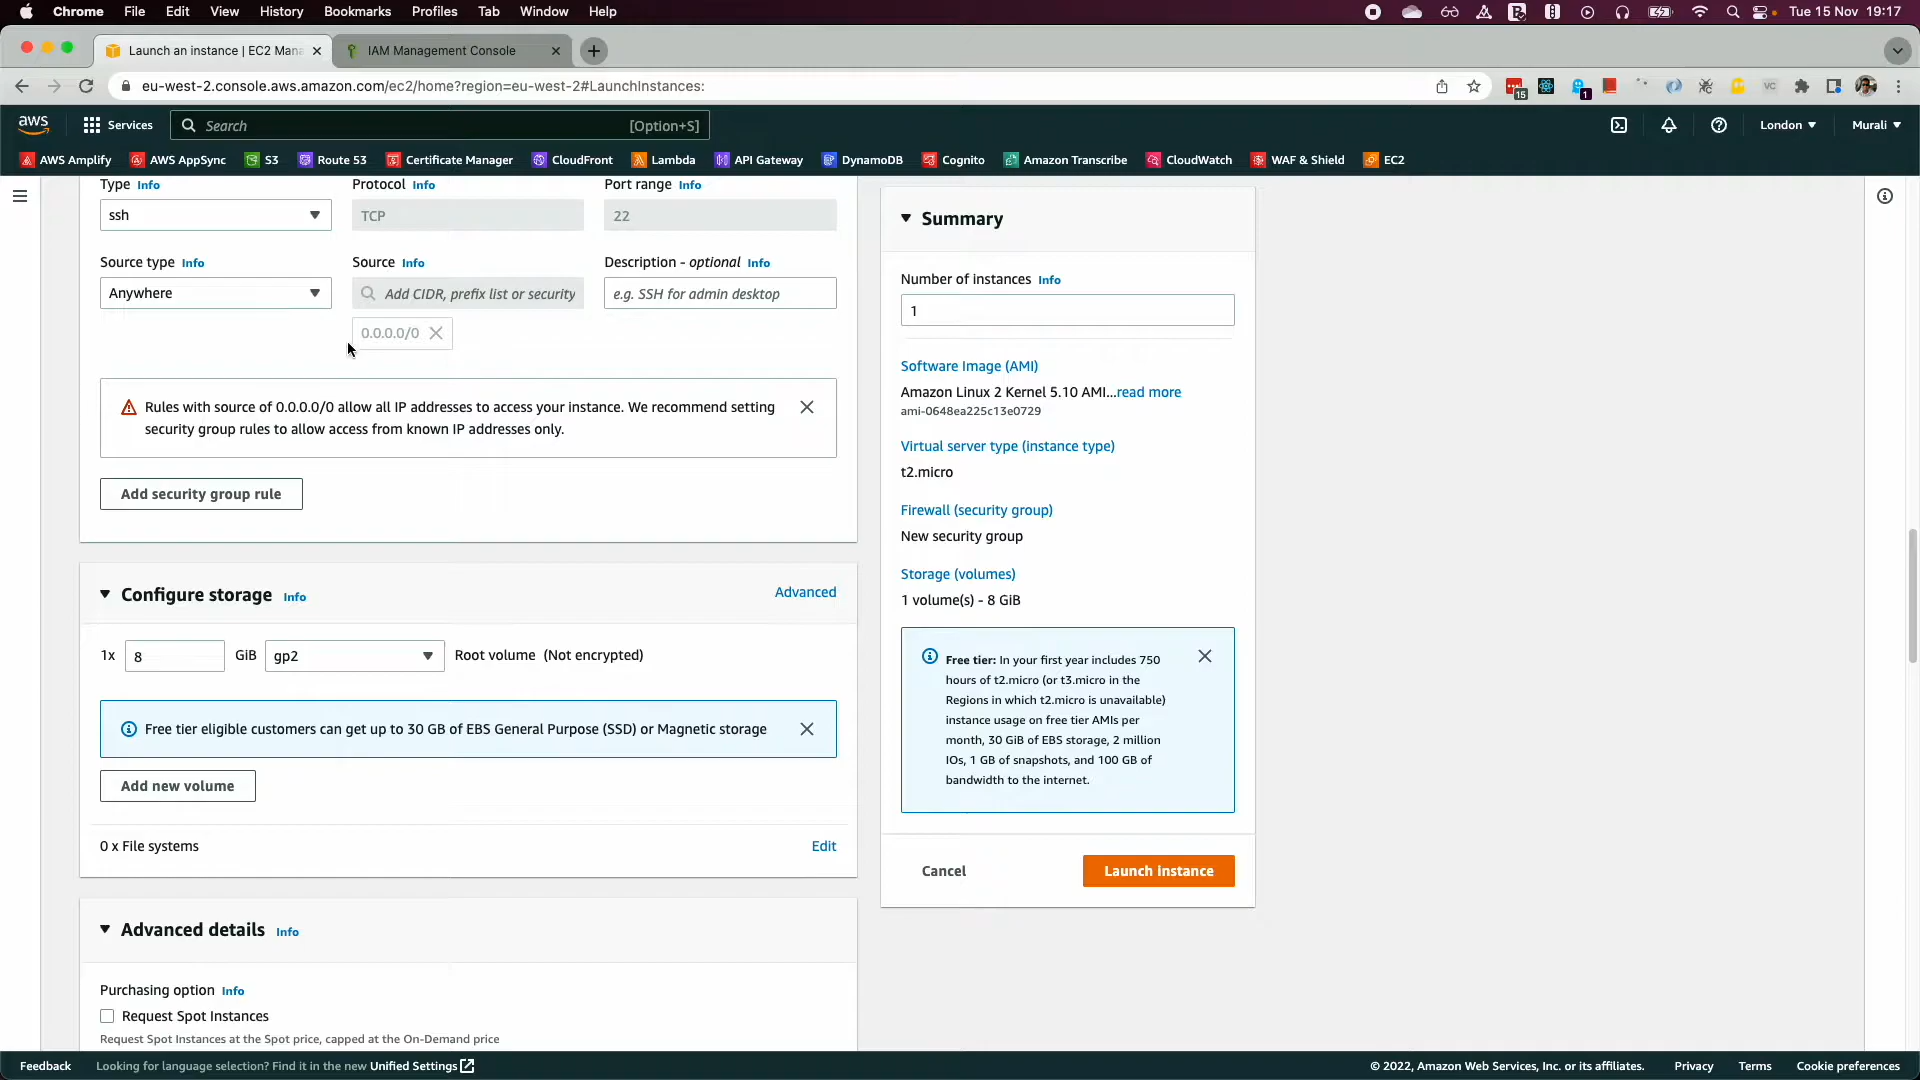 Chrome File Edit View History Bookmarks Profiles Tab Window Help Tue 15 Nov 19:17
Launch an instance | EC2 Mana IAM Management Console
eu-west-2.console.aws.amazon.com/ec2/home?region=eu-west-2#LaunchInstances: 15 1 VC
aws Services Search [Option+S] London Murali
AWS Amplify AWS AppSync S3 Route 53 Certificate Manager CloudFront Lambda API Gateway DynamoDB Cognito Amazon Transcribe CloudWatch WAF & Shield EC2
Type Info Protocol Info Port range Info
ssh TCP 22
Source type Info Source Info Description - optional Info
Anywhere Add CIDR, prefix list or security e.g. SSH for admin desktop
0.0.0.0/0
Rules with source of 0.0.0.0/0 allow all IP addresses to access your instance. We recommend setting
security group rules to allow access from known IP addresses only.
Add security group rule
Configure storage Info Advanced
1x 8 GiB gp2 Root volume (Not encrypted)
Free tier eligible customers can get up to 30 GB of EBS General Purpose (SSD) or Magnetic storage
Add new volume
0 x File systems Edit
Advanced details Info
Purchasing option Info
Request Spot Instances
Request Spot Instances at the Spot price, capped at the On-Demand price
Summary
Number of instances Info
1
Software Image (AMI)
Amazon Linux 2 Kernel 5.10 AMI...read more
ami-0648ea225c13e0729
Virtual server type (instance type)
t2.micro
Firewall (security group)
New security group
Storage (volumes)
1 volume(s) - 8 GiB
Free tier: In your first year includes 750
hours of t2.micro (or t3.micro in the
Regions in which t2.micro is unavailable)
instance usage on free tier AMIs per
month, 30 GiB of EBS storage, 2 million
IOs, 1 GB of snapshots, and 100 GB of
bandwidth to the internet.
Cancel Launch instance
Feedback Looking for language selection? Find it in the new Unified Settings © 2022, Amazon Web Services, Inc. or its affiliates. Privacy Terms Cookie preferences